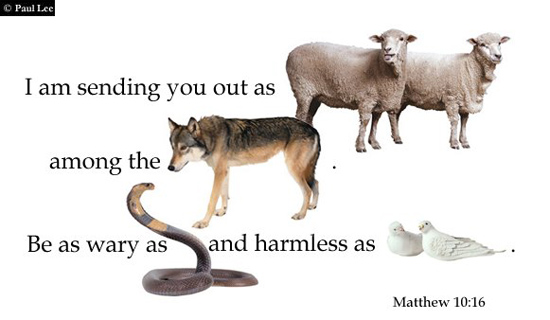 © Paul Lee
I am sending you out as
among the .
Be as wary as and harmless as .
Matthew 10:16